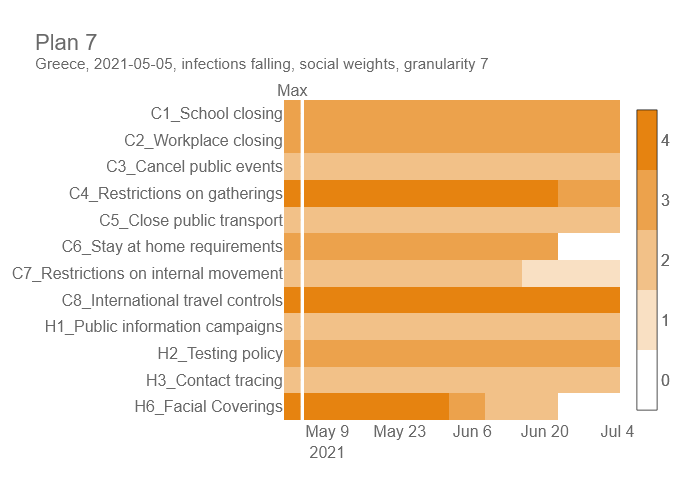 Plan 7
Greece, 2021-05-05, infections falling, social weights, granularity 7
Max
C1_School closing
C2_Workplace closing
C3_Cancel public events
C4_Restrictions on gatherings
C5_Close public transport
C6_Stay at home requirements
C7_Restrictions on internal movement
C8_International travel controls
H1_Public information campaigns
H2_Testing policy
H3_Contact tracing
H6_Facial Coverings
May 9 May 23 Jun 6 Jun 20 Jul 4
2021
4
3
2
1
0